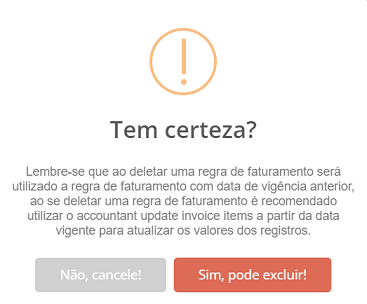 Tem certeza?
Lembre-se que ao deletar uma regra de faturamento será
utilizado a regra de faturamento com data de vigência anterior,
ao se deletar uma regra de faturamento é recomendado
utilizar o accountant update invoice items a partir da data
vigente para atualizar os valores dos registros.
Não, cancele!
Sim, pode excluir!